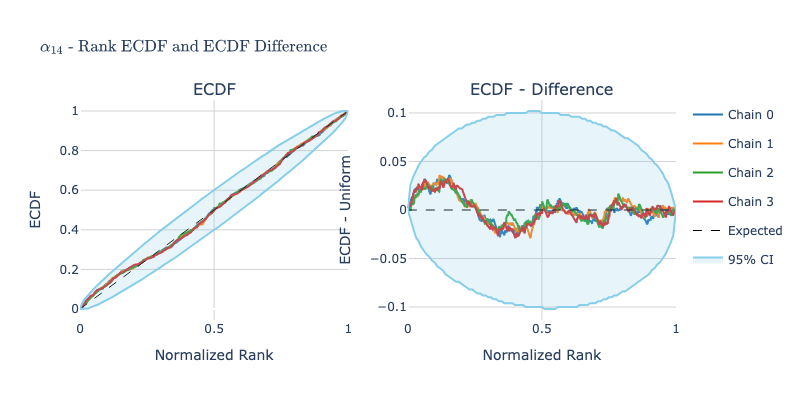 α14 - Rank ECDF and ECDF Difference
ECDF
ECDF - Difference
1
0.8
0.6
0.4
0.2
0
ECDF
0
0.5
1
Normalized Rank
0.1
0.05
0
−0.05
−0.1
ECDF - Uniform
0
0.5
1
Normalized Rank
Chain 0
Chain 1
Chain 2
Chain 3
Expected
95% CI